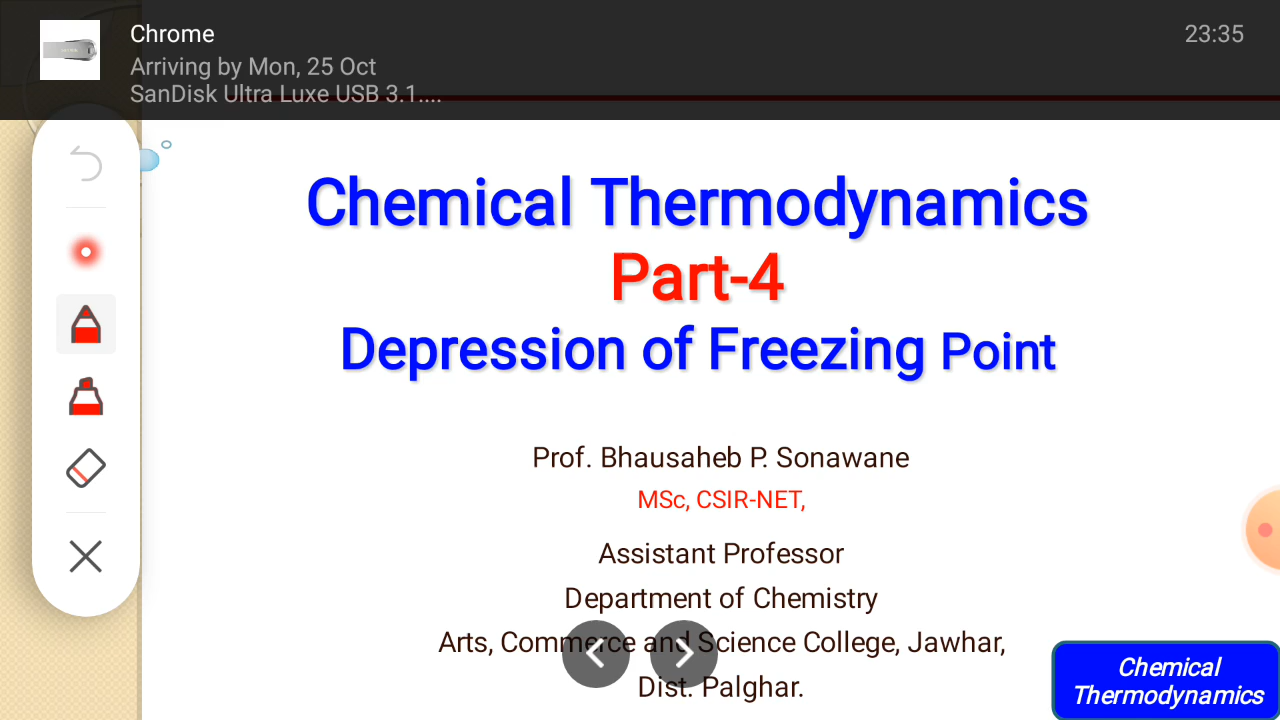 Chrome
23:35
Arriving by Mon, 25 Oct
SanDisk Ultra Luxe USB 3.1....
Chemical Thermodynamics
Part-4
Depression of Freezing Point
Prof. Bhausaheb P. Sonawane
MSc, CSIR-NET,
Assistant Professor
Department of Chemistry
Arts, Commerce and Science College, Jawhar,
Dist. Palghar.
Chemical
Thermodynamics